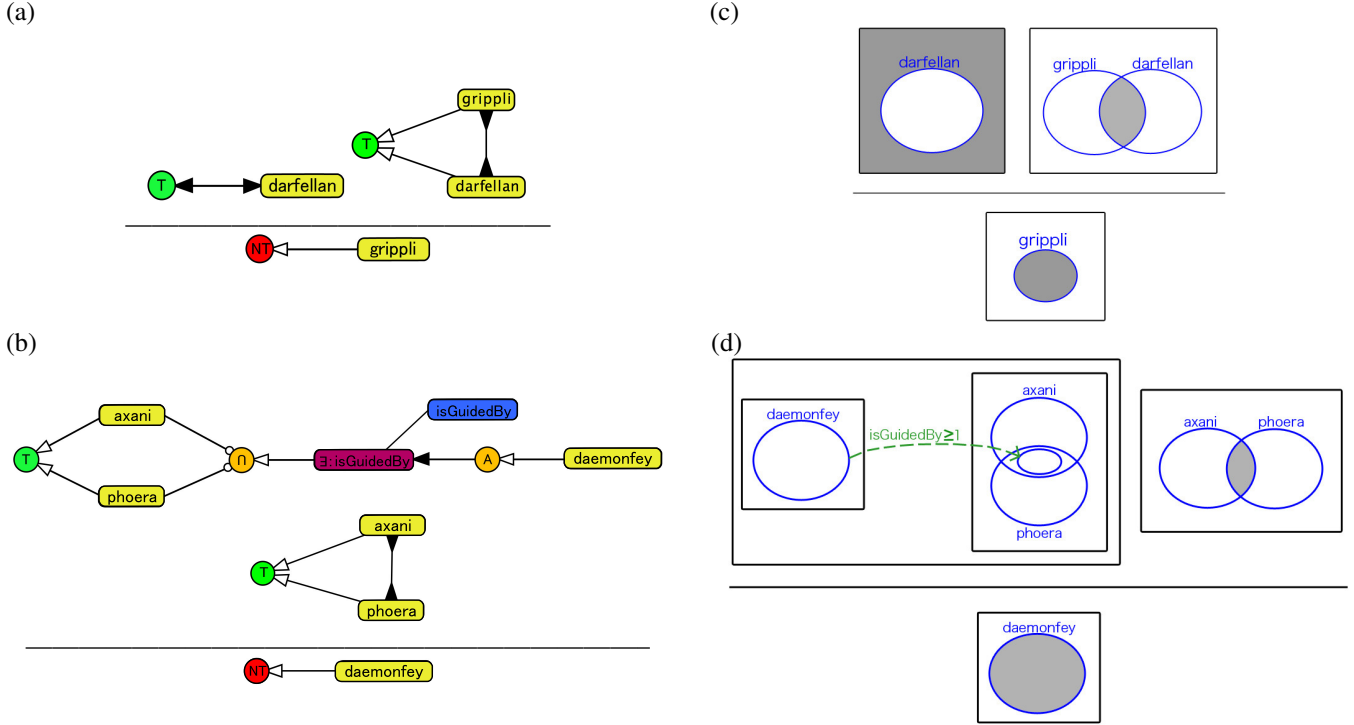 (a)
grippli
T
darfellan
T
darfellan
NT
grippli
(b)
axani
isGuidedBy
T
∩
∃:isGuidedBy
A
daemonfey
phoera
axani
T
phoera
NT
daemonfey
(c)
darfellan
grippli darfellan
grippli
(d)
daemonfey
isGuidedBy≥1
axani
phoera
axani phoera
daemonfey